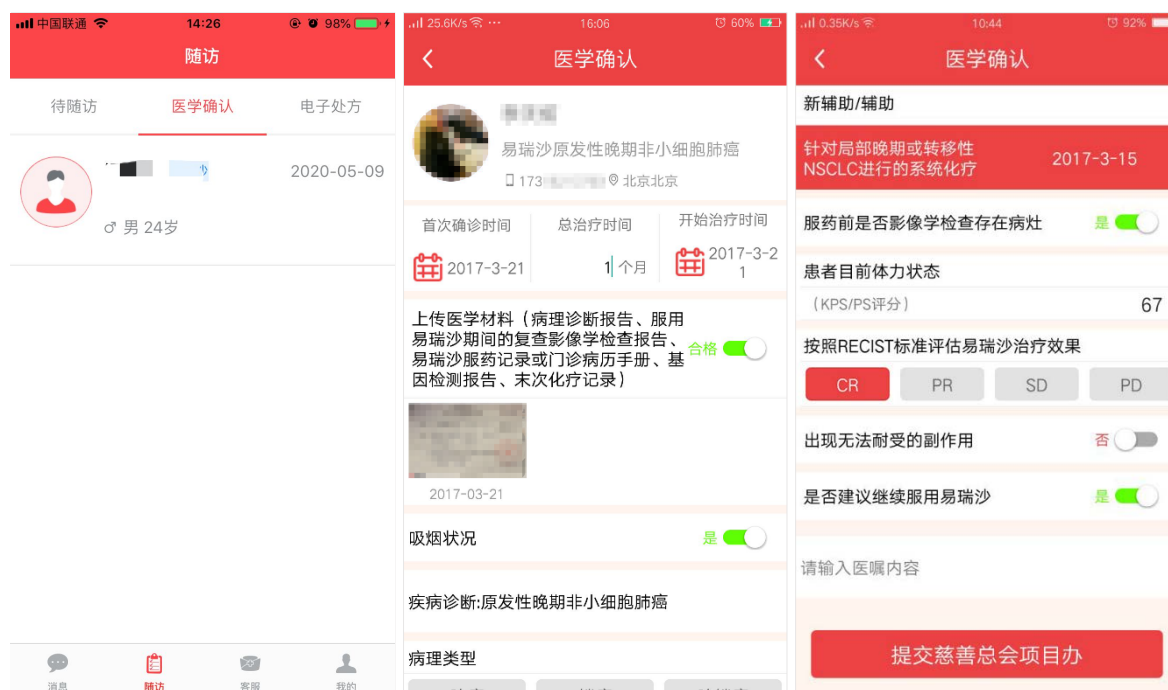 中国联通
14:26
98%
随访
待随访
医学确认
电子处方
2020-05-09
男 24岁
消息
随访
客服
我的
25.6K/s
16:06
60%
医学确认
易瑞沙原发性晚期非小细胞肺癌
173
北京北京
首次确诊时间
总治疗时间
开始治疗时间
2017-3-21
1 个月
2017-3-2
1
上传医学材料（病理诊断报告、服用
易瑞沙期间的复查影像学检查报告、
易瑞沙服药记录或门诊病历手册、基
因检测报告、末次化疗记录）
合格
2017-03-21
吸烟状况
是
疾病诊断:原发性晚期非小细胞肺癌
病理类型
0.35K/s
10:44
92%
医学确认
新辅助/辅助
针对局部晚期或转移性
NSCLC进行的系统化疗
2017-3-15
服药前是否影像学检查存在病灶
是
患者目前体力状态
（KPS/PS评分）
67
按照RECIST标准评估易瑞沙治疗效果
CR
PR
SD
PD
出现无法耐受的副作用
否
是否建议继续服用易瑞沙
是
请输入医嘱内容
提交慈善总会项目办